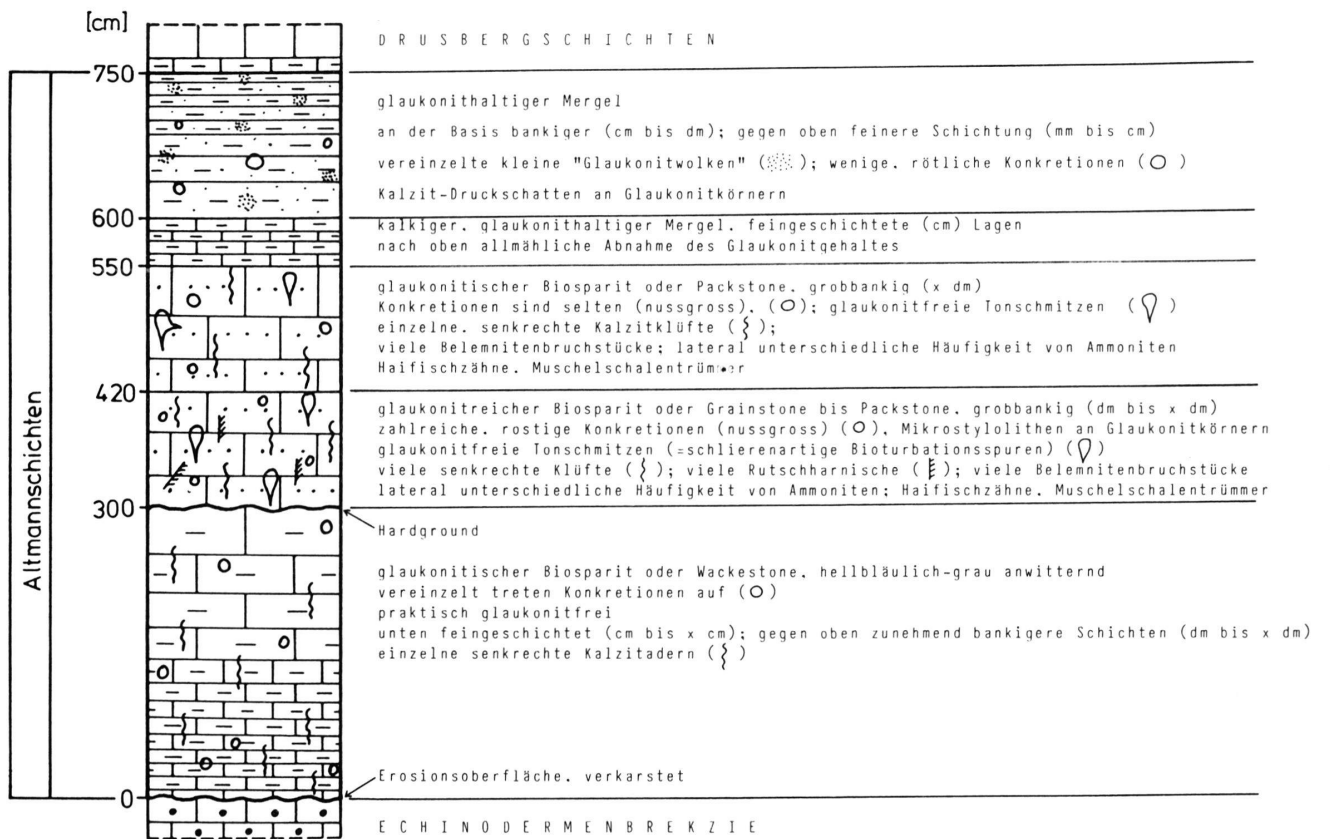 [cm]
DRUSBERGSCHICHTEN
750
glaukonithaltiger Mergel
an der Basis bankiger (cm bis dm); gegen oben feinere Schichtung (mm bis cm)
vereinzelte kleine "Glaukonitwolken" ( ); wenige. rötliche Konkretionen ( )
Kalzit-Druckschatten an Glaukonitkörnern
600
kalkiger. glaukonithaltiger Mergel. feingeschichtete (cm) Lagen
nach oben allmähliche Abnahme des Glaukonitgehaltes
550
glaukonitischer Biosparit oder Packstone. grobbankig (x dm)
Konkretionen sind selten (nussgross). ( ); glaukonitfreie Tonschmitzen ( )
einzelne. senkrechte Kalzitklüfte ( );
viele Belemnitenbruchstücke; lateral unterschiedliche Häufigkeit von Ammoniten
Haifischzähne. Muschelschalentrümmer
420
glaukonitreicher Biosparit oder Grainstone bis Packstone. grobbankig (dm bis x dm)
zahlreiche. rostige Konkretionen (nussgross) ( ). Mikrostylolithen an Glaukonitkörnern
glaukonitfreie Tonschmitzen (=schlierenartige Bioturbationsspuren) ( )
viele senkrechte Klüfte ( ); viele Rutschharnische ( ); viele Belemnitenbruchstücke
lateral unterschiedliche Häufigkeit von Ammoniten; Haifischzähne. Muschelschalentrümmer
300
Hardground
glaukonitischer Biosparit oder Wackestone. hellbläulich-grau anwitternd
vereinzelt treten Konkretionen auf ( )
praktisch glaukonitfrei
unten feingeschichtet (cm bis x cm); gegen oben zunehmend bankigere Schichten (dm bis x dm)
einzelne senkrechte Kalzitadern ( )
Erosionsoberfläche. verkarstet
0
ECHINODERMENBREKZIE
Altmannschichten